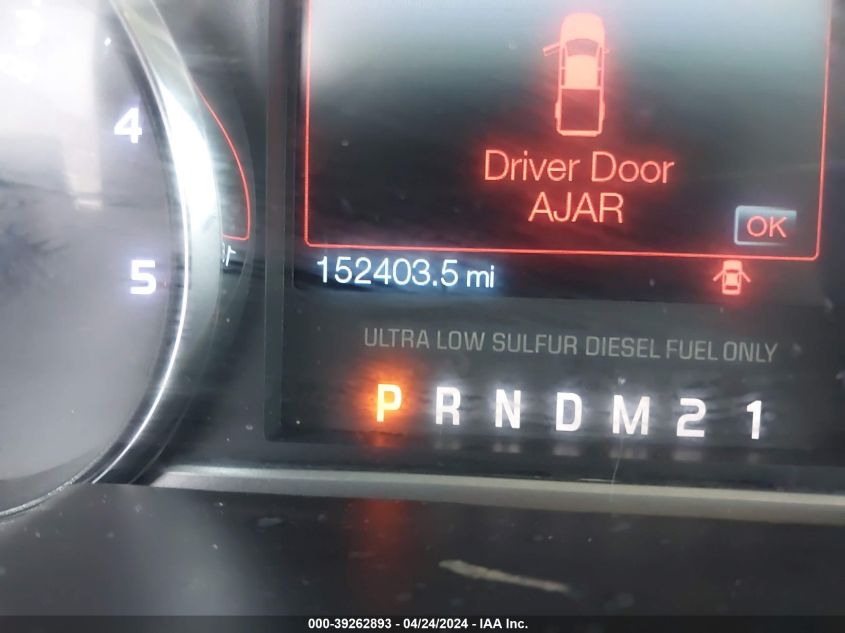 4
Driver Door
AJAR
OK
5
152403.5 mi
ULTRA LOW SULFUR DIESEL FUEL ONLY
P R N D M 2 1
000-39262893 - 04/24/2024 - IAA Inc.